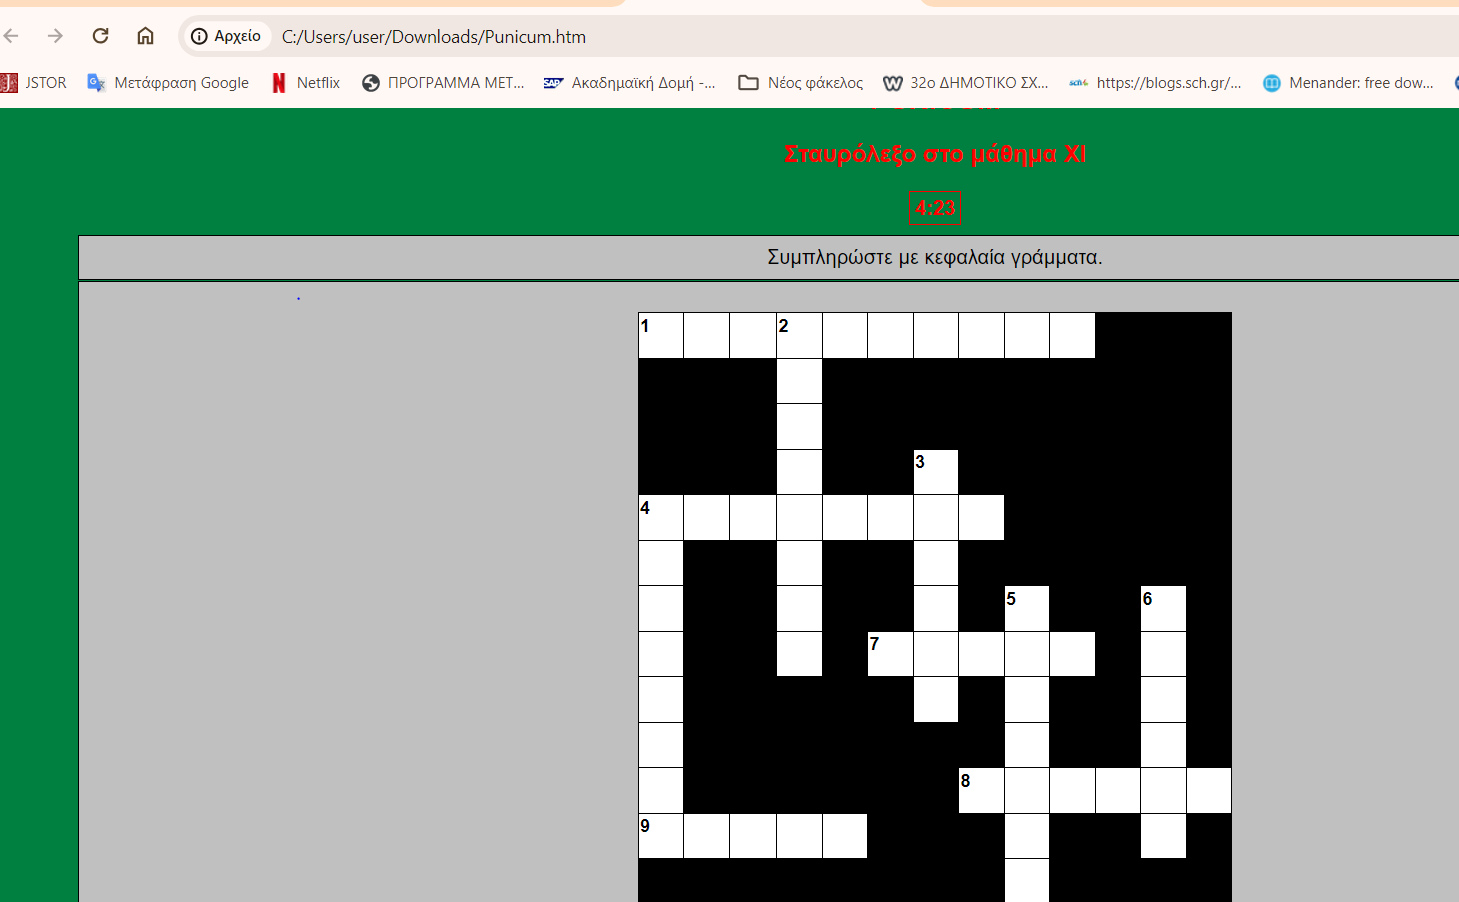 Αρχείο C:/Users/user/Downloads/Punicum.htm
JSTOR Μετάφραση Google Netflix ΠΡΟΓΡΑΜΜΑ ΜΕΤ... SAP Ακαδημαϊκή Δομή -... Νέος φάκελος 32ο ΔΗΜΟΤΙΚΟ ΣΧ... sch https://blogs.sch.gr/... Menander: free dow...
Σταυρόλεξο στο μάθημα XI
4:23
Συμπληρώστε με κεφαλαία γράμματα.
1 2
3
4
5 6
7
8
9